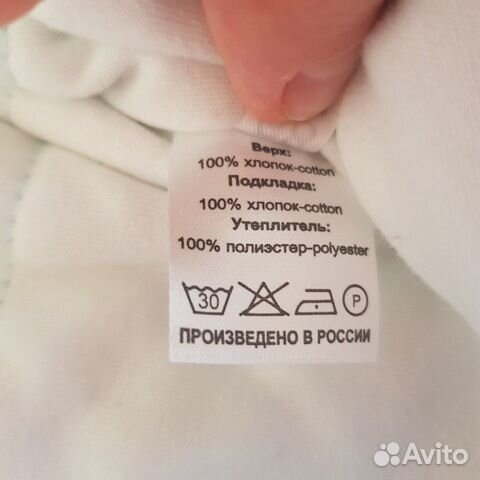 Верх:
100% хлопок-cotton
Подкладка:
100% хлопок-cotton
Утеплитель:
100% полиэстер-polyester
30 P
ПРОИЗВЕДЕНО В РОССИИ
Avito